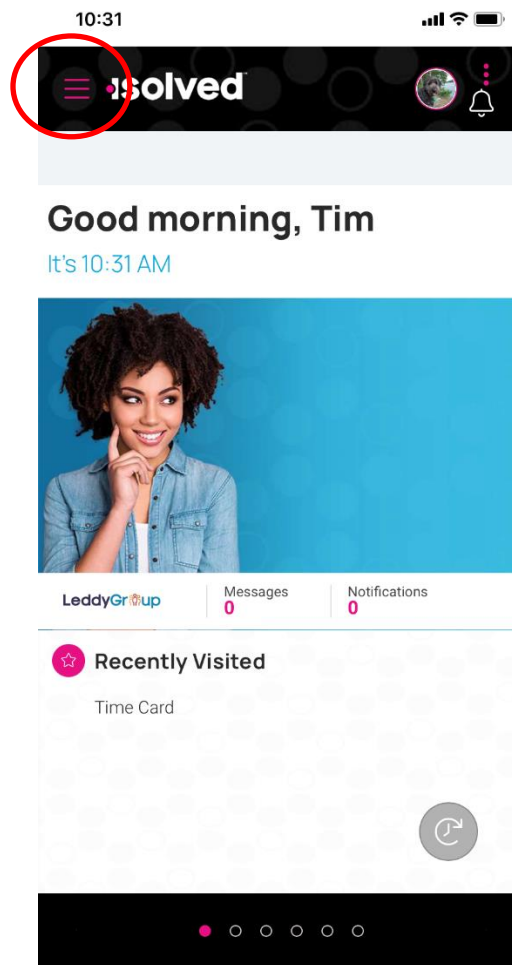 10:31
isolved
Good morning, Tim
It's 10:31 AM
LeddyGroup
Messages
0
Notifications
0
Recently Visited
Time Card